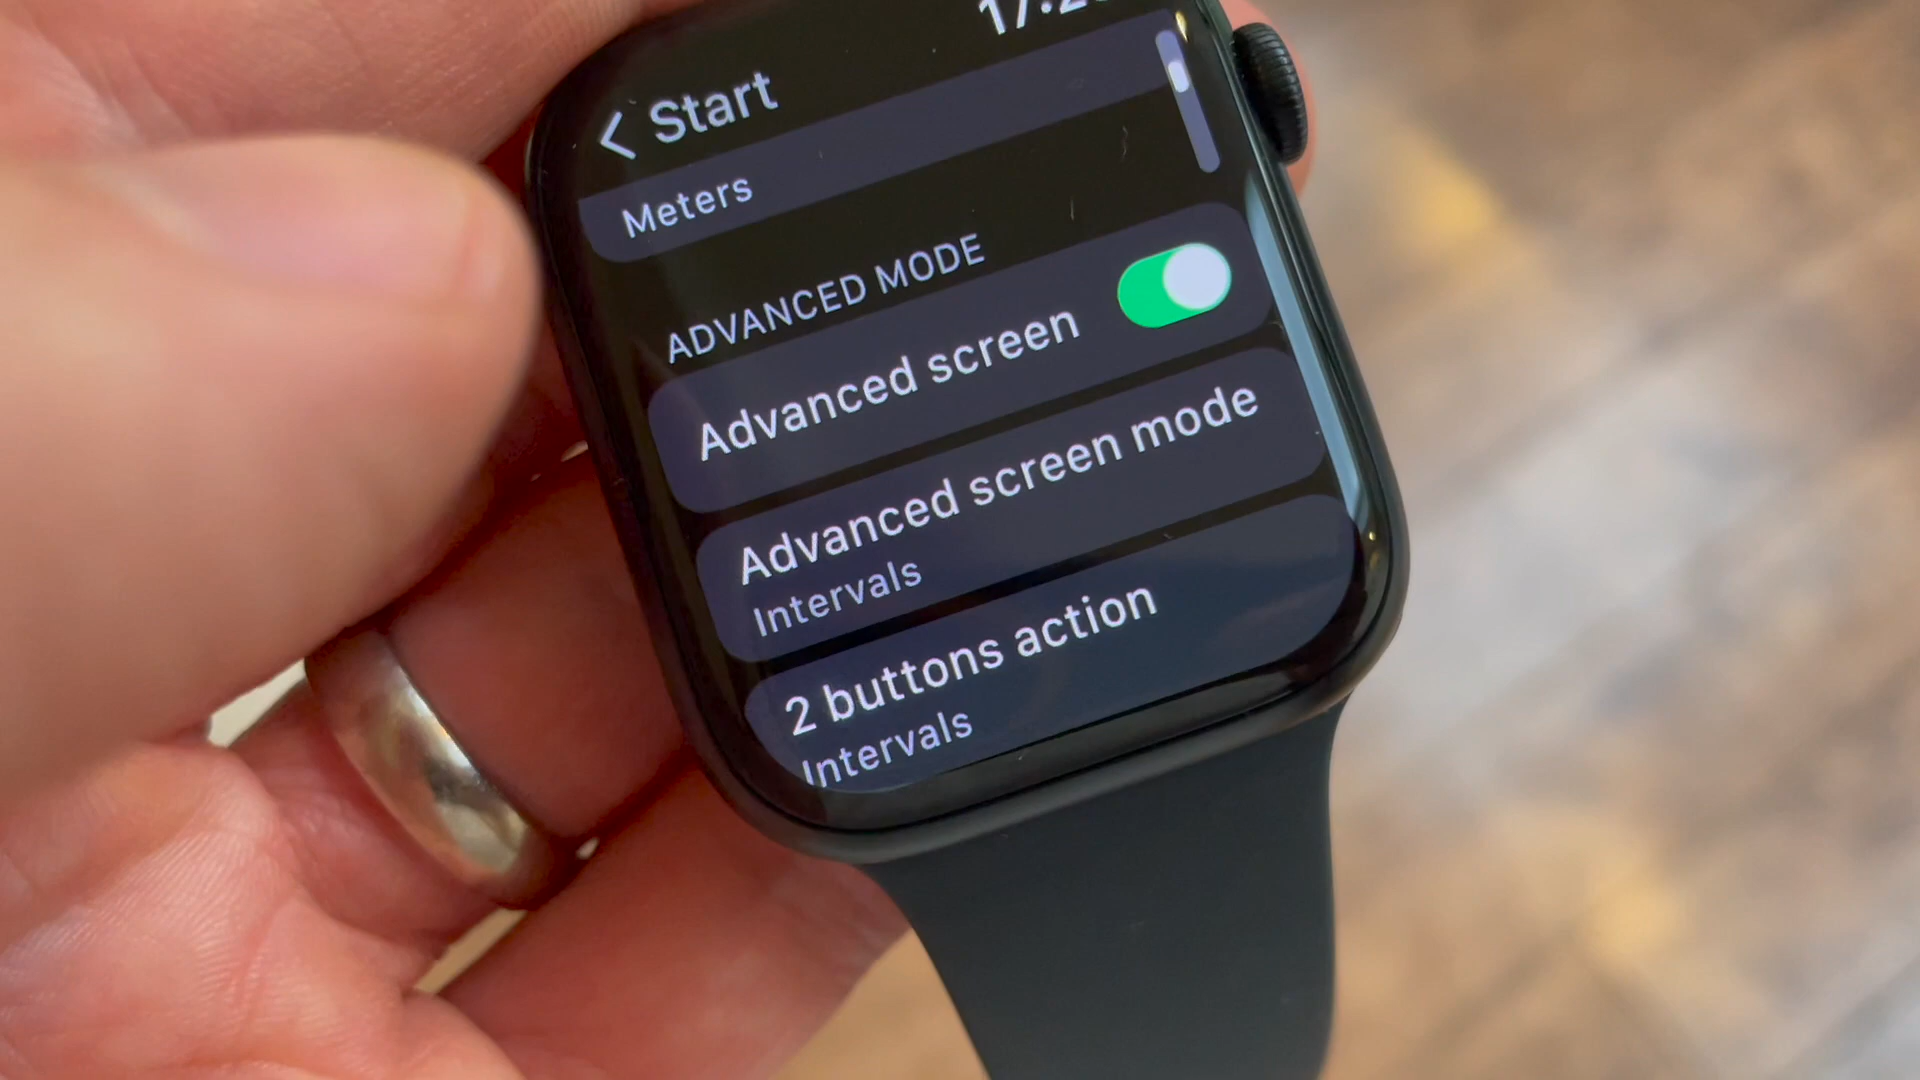 < Start
Meters
ADVANCED MODE
Advanced screen
Advanced screen mode
Intervals
2 buttons action
Intervals